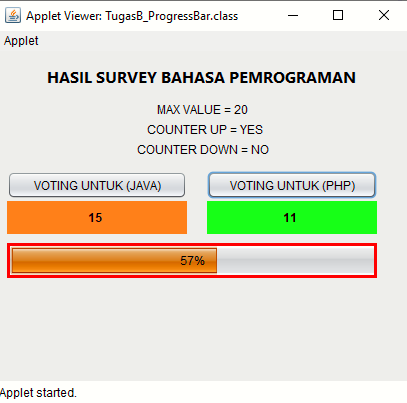 Applet Viewer: TugasB_ProgressBar.class
Applet
HASIL SURVEY BAHASA PEMROGRAMAN
MAX VALUE = 20
COUNTER UP = YES
COUNTER DOWN = NO
VOTING UNTUK (JAVA) VOTING UNTUK (PHP)
15 11
57%
Applet started.